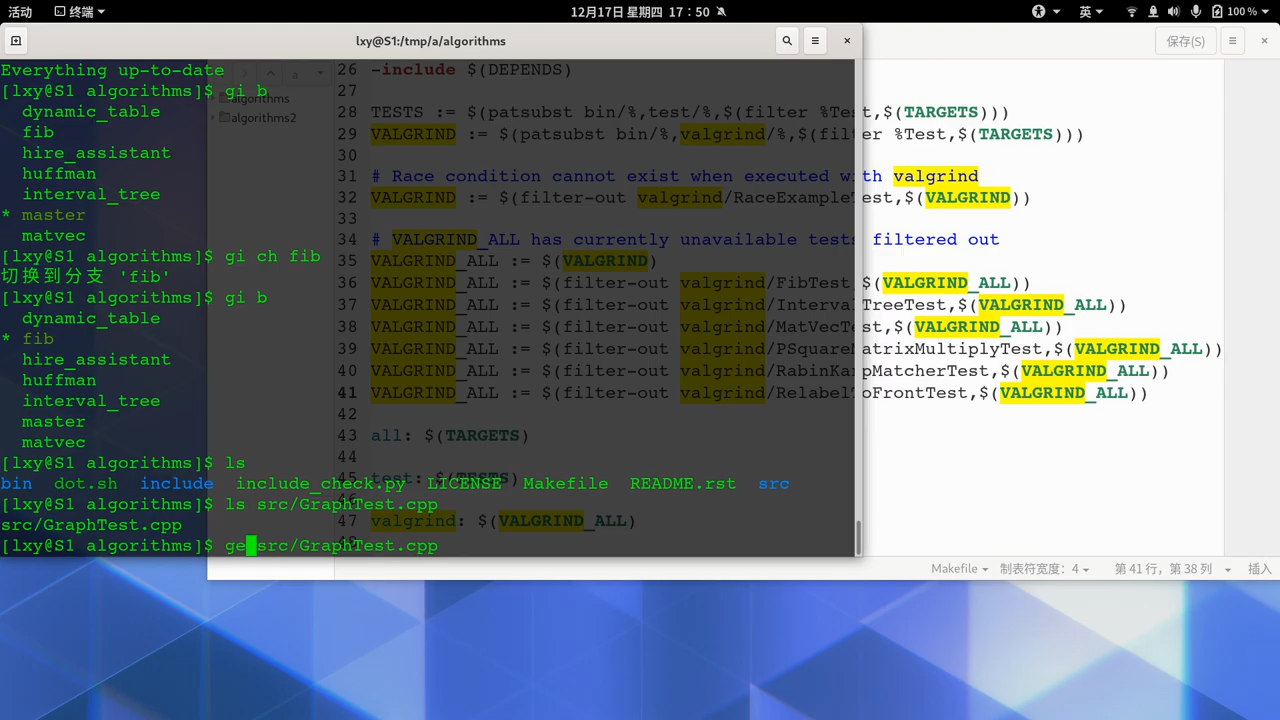 活动 终端 12月17日 星期四 17：50 英 100 %
lxy@S1:/tmp/a/algorithms 保存(S)
Everything up-to-date
[lxy@S1 algorithms]$ gi b
dynamic_table
fib
hire_assistant
huffman
interval_tree
* master
matvec
[lxy@S1 algorithms]$ gi ch fib
切换到分支 'fib'
[lxy@S1 algorithms]$ gi b
dynamic_table
* fib
hire_assistant
huffman
interval_tree
master
matvec
[lxy@S1 algorithms]$ ls
bin dot.sh include include_check.py LICENSE Makefile README.rst src
[lxy@S1 algorithms]$ ls src/GraphTest.cpp
src/GraphTest.cpp
[lxy@S1 algorithms]$ ge src/GraphTest.cpp
a
algorithms
algorithms2
26 -include $(DEPENDS)
27
28 TESTS := $(patsubst bin/%,test/%,$(filter %Test,$(TARGETS)))
29 VALGRIND := $(patsubst bin/%,valgrind/%,$(filter %Test,$(TARGETS)))
30
31 # Race condition cannot exist when executed with valgrind
32 VALGRIND := $(filter-out valgrind/RaceExampleTest,$(VALGRIND))
33
34 # VALGRIND_ALL has currently unavailable tests filtered out
35 VALGRIND_ALL := $(VALGRIND)
36 VALGRIND_ALL := $(filter-out valgrind/FibTest,$(VALGRIND_ALL))
37 VALGRIND_ALL := $(filter-out valgrind/IntervalTreeTest,$(VALGRIND_ALL))
38 VALGRIND_ALL := $(filter-out valgrind/MatVecTest,$(VALGRIND_ALL))
39 VALGRIND_ALL := $(filter-out valgrind/PSquareMatrixMultiplyTest,$(VALGRIND_ALL))
40 VALGRIND_ALL := $(filter-out valgrind/RabinKarpMatcherTest,$(VALGRIND_ALL))
41 VALGRIND_ALL := $(filter-out valgrind/RelabelToFrontTest,$(VALGRIND_ALL))
42
43 all: $(TARGETS)
44
45 test: $(TESTS)
46
47 valgrind: $(VALGRIND_ALL)
48
Makefile 制表符宽度：4 第 41 行，第 38 列 插入